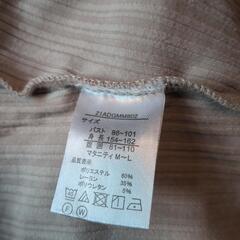 21ADGMM802
サイズ
バスト 86~101
身長 154~162
腹囲 81~110
マタニティ M~L
品質
ポリエステル 60%
レーヨン 35%
ポリウレタン 5%
F W